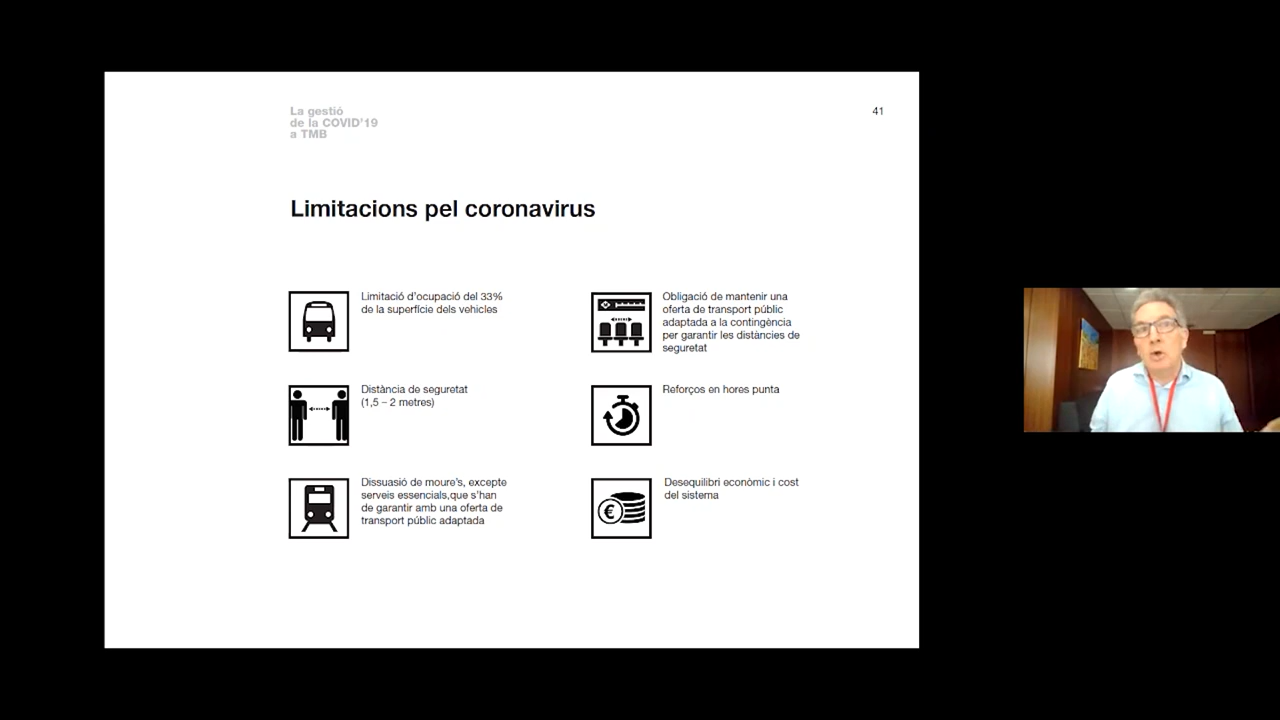 La gestió
de la COVID'19
a TMB
41
Limitacions pel coronavirus
Limitació d'ocupació del 33%
de la superfície dels vehicles
Obligació de mantenir una
oferta de transport públic
adaptada a la contingència
per garantir les distàncies de
seguretat
Distància de seguretat
(1,5 – 2 metres)
Reforços en hores punta
Dissuasió de moure's, excepte
serveis essencials,que s'han
de garantir amb una oferta de
transport públic adaptada
€
Desequilibri econòmic i cost
del sistema